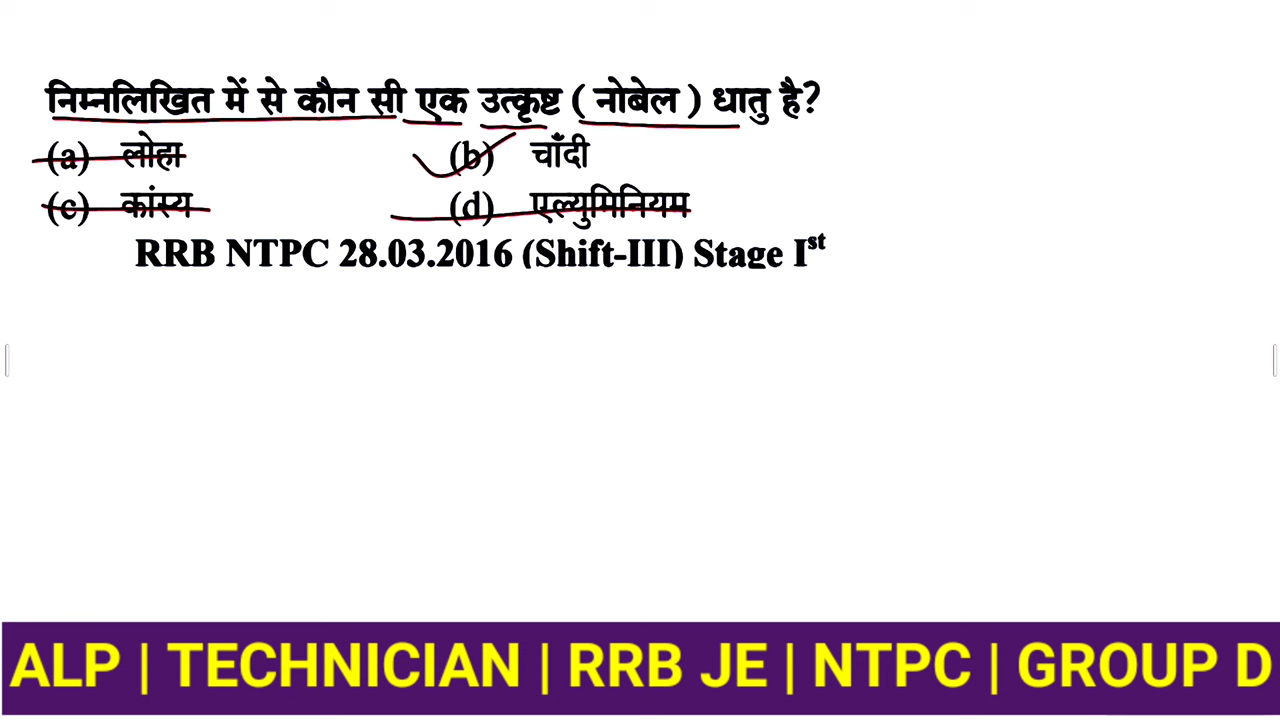 निम्नलिखित में से कौन सी एक उत्कृष्ट ( नोबेल ) धातु है?
(a) लोहा (b) चाँदी
(c) कांस्य (d) एल्युमिनियम
RRB NTPC 28.03.2016 (Shift-III) Stage Ist
ALP | TECHNICIAN | RRB JE | NTPC | GROUP D